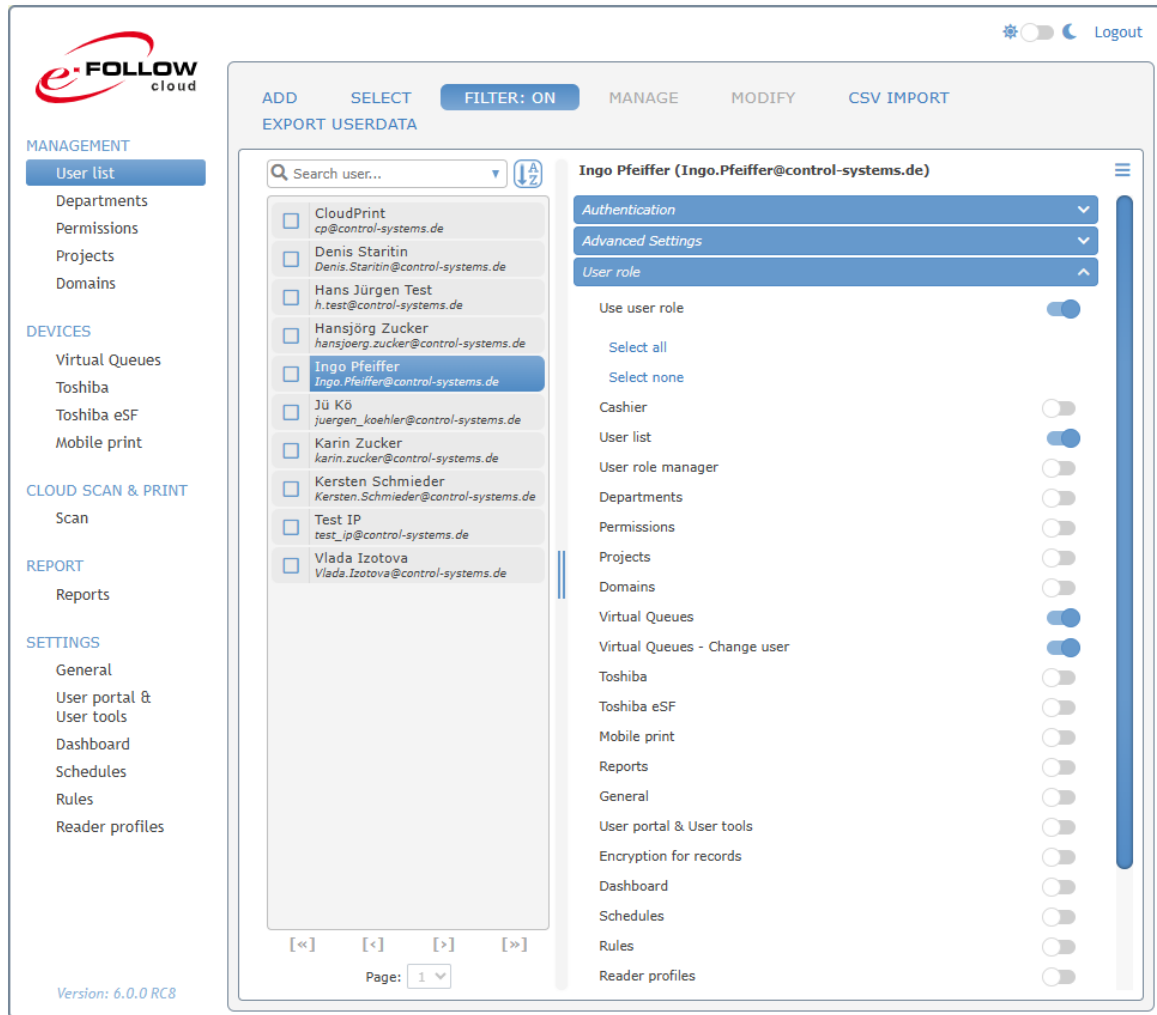 Logout
e-FOLLOW
cloud
ADD SELECT FILTER: ON MANAGE MODIFY CSV IMPORT
EXPORT USERDATA
MANAGEMENT
User list
Departments
Permissions
Projects
Domains
DEVICES
Virtual Queues
Toshiba
Toshiba eSF
Mobile print
CLOUD SCAN & PRINT
Scan
REPORT
Reports
SETTINGS
General
User portal &
User tools
Dashboard
Schedules
Rules
Reader profiles
Version: 6.0.0 RC8
Search user...
A
Z
CloudPrint
cp@control-systems.de
Denis Staritin
Denis.Staritin@control-systems.de
Hans Jürgen Test
h.test@control-systems.de
Hansjörg Zucker
hansjoerg.zucker@control-systems.de
Ingo Pfeiffer
Ingo.Pfeiffer@control-systems.de
Jü Kö
juergen_koehler@control-systems.de
Karin Zucker
karin.zucker@control-systems.de
Kersten Schmieder
Kersten.Schmieder@control-systems.de
Test IP
test_ip@control-systems.de
Vlada Izotova
Vlada.Izotova@control-systems.de
[«] [‹] [›] [»]
Page: 1
Ingo Pfeiffer (Ingo.Pfeiffer@control-systems.de)
Authentication
Advanced Settings
User role
Use user role
Select all
Select none
Cashier
User list
User role manager
Departments
Permissions
Projects
Domains
Virtual Queues
Virtual Queues - Change user
Toshiba
Toshiba eSF
Mobile print
Reports
General
User portal & User tools
Encryption for records
Dashboard
Schedules
Rules
Reader profiles